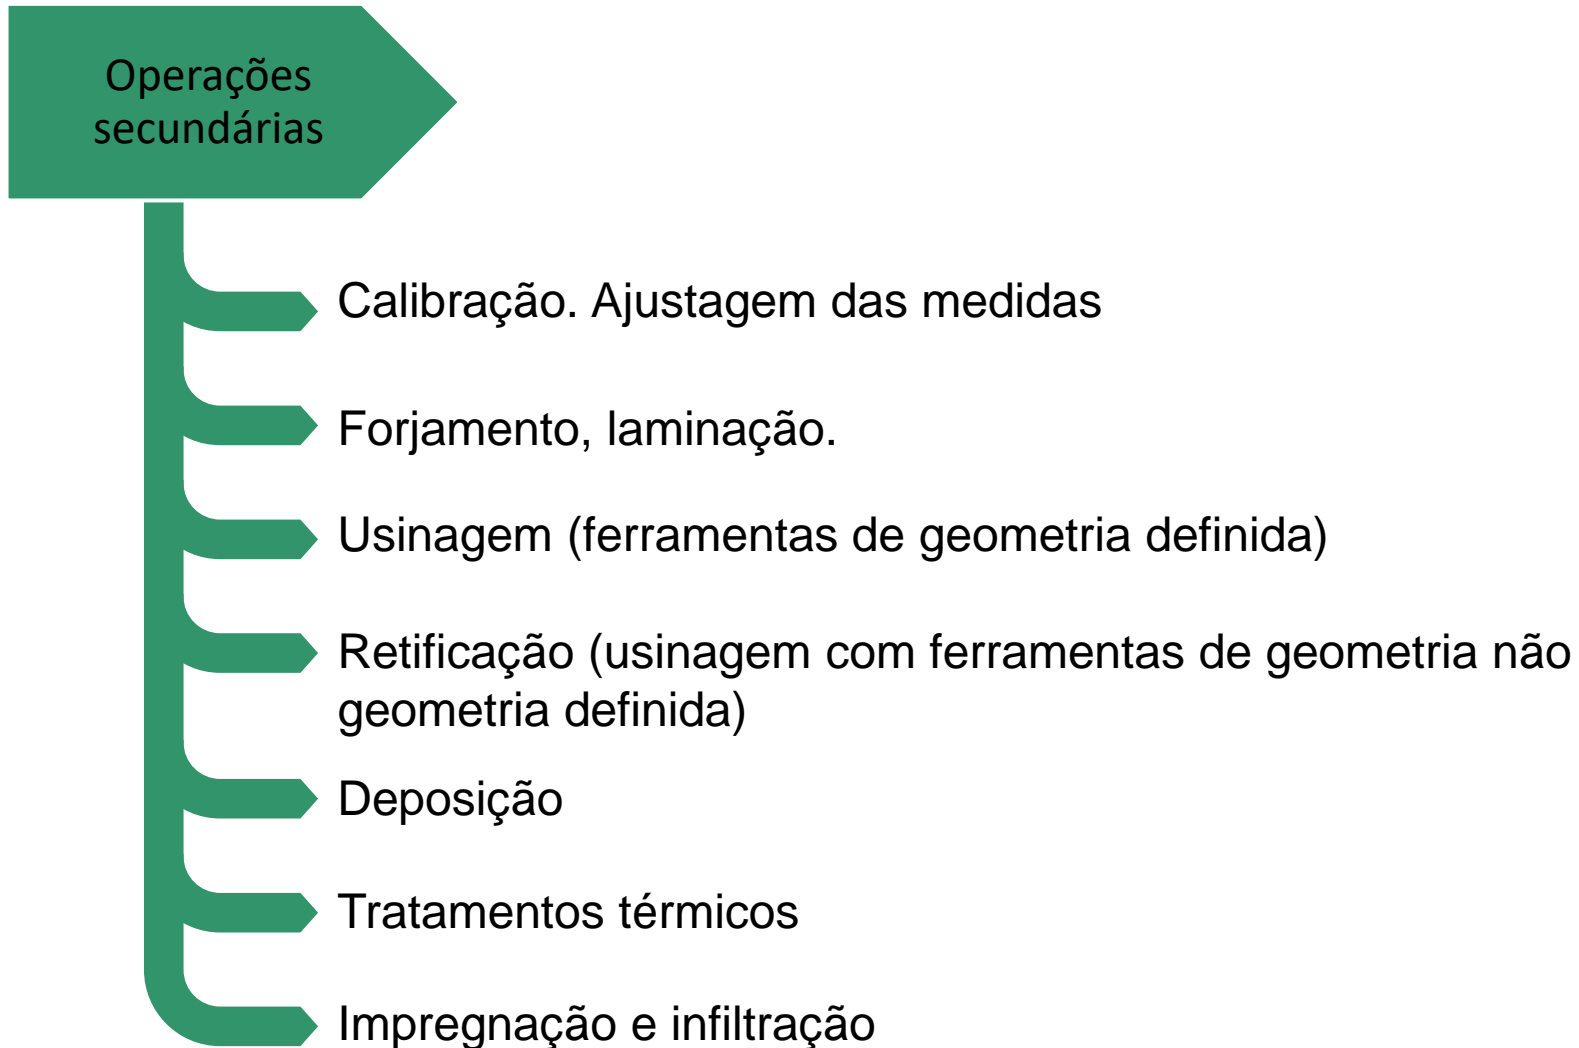 Operações
secundárias
Calibração. Ajustagem das medidas
Forjamento, laminação.
Usinagem (ferramentas de geometria definida)
Retificação (usinagem com ferramentas de geometria não
geometria definida)
Deposição
Tratamentos térmicos
Impregnação e infiltração